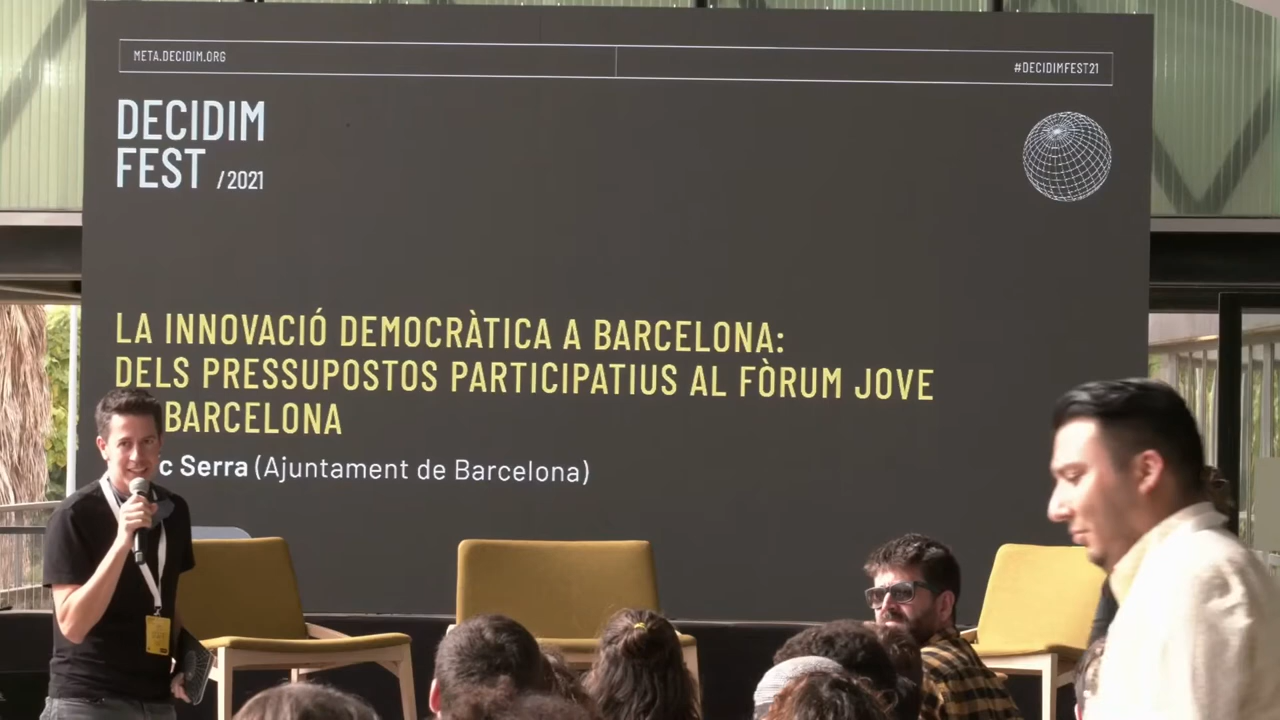 META.DECIDIM.ORG
#DECIDIMFEST21
DECIDIM
FEST /2021
LA INNOVACIÓ DEMOCRÀTICA A BARCELONA:
DELS PRESSUPOSTOS PARTICIPATIUS AL FÒRUM JOVE
BARCELONA
c Serra (Ajuntament de Barcelona)